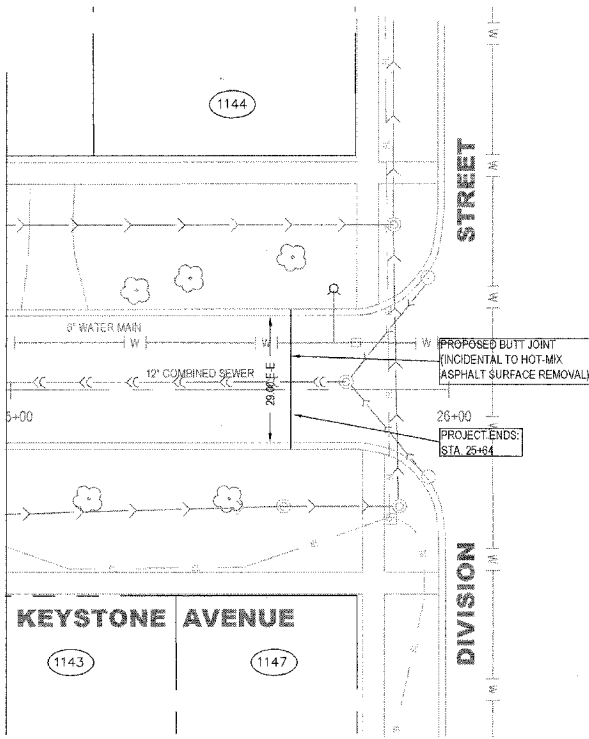 1144
STREET
6" WATER MAIN
W
W
W
12" COMBINED SEWER
29.00'E-E
PROPOSED BUTT JOINT
(INCIDENTAL TO HOT-MIX
ASPHALT SURFACE REMOVAL)
5+00
26+00
PROJECT ENDS:
STA. 25+64
DIVISION
KEYSTONE AVENUE
1143
1147
W
W
W
W
W
W